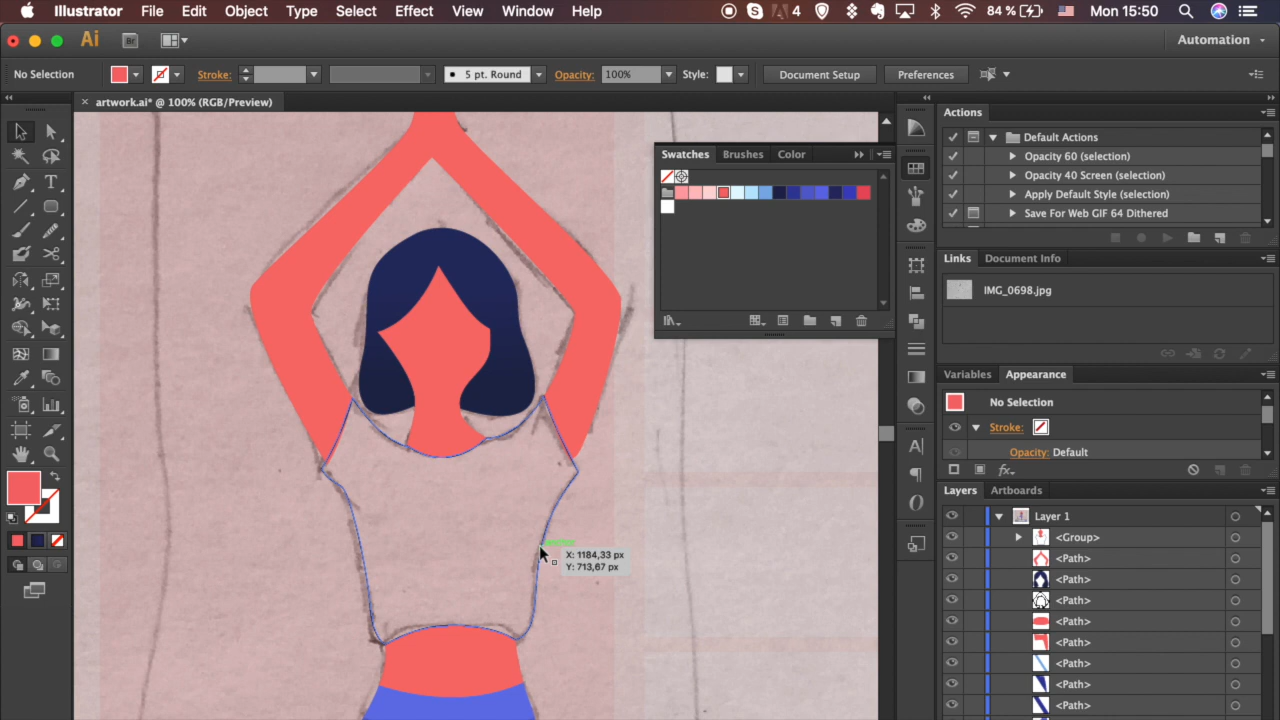 Illustrator File Edit Object Type Select Effect View Window Help 4 84 % Mon 15:50
Ai Br Automation
No Selection Stroke: 5 pt. Round Opacity: 100% Style: Document Setup Preferences
× artwork.ai* @ 100% (RGB/Preview)
Swatches Brushes Color
X: 1184,33 px
Y: 713,67 px
Actions
Default Actions
Opacity 60 (selection)
Opacity 40 Screen (selection)
Apply Default Style (selection)
Save For Web GIF 64 Dithered
Links Document Info
IMG_0698.jpg
Variables Appearance
No Selection
Stroke:
Opacity: Default
fx
Layers Artboards
Layer 1
<Group>
<Path>
<Path>
<Path>
<Path>
<Path>
<Path>
<Path>
<Path>